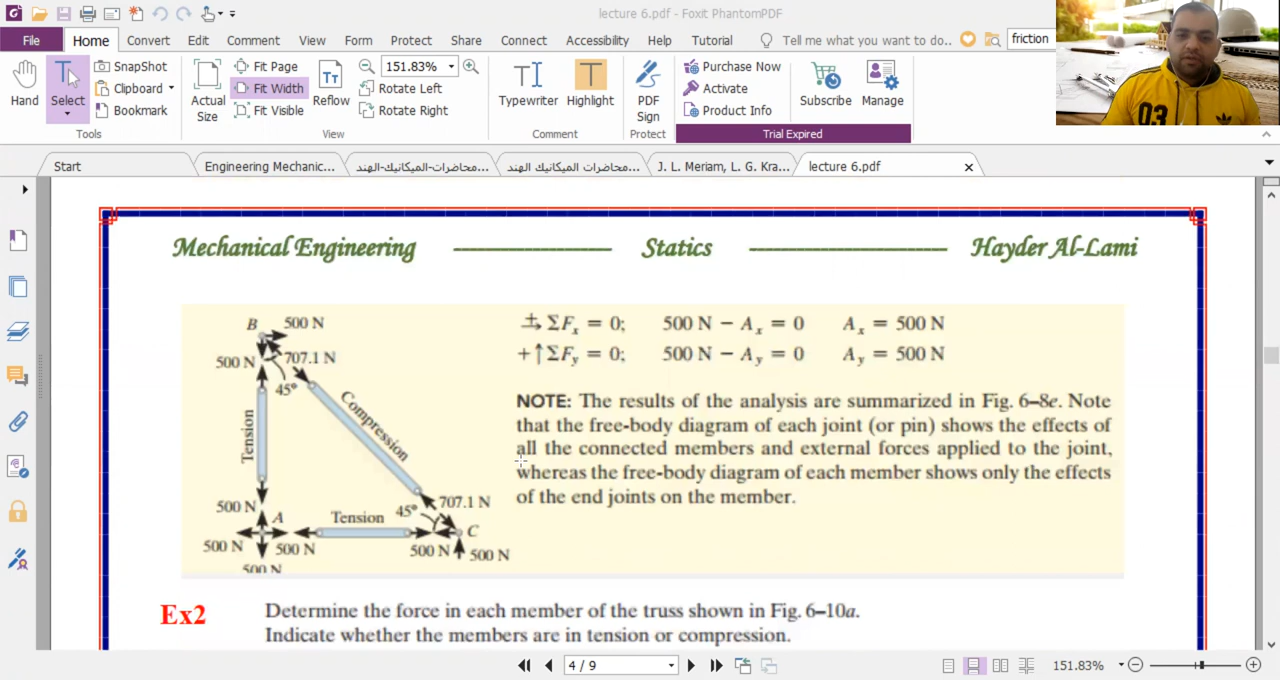 lecture 6.pdf - Foxit PhantomPDF
File Home Convert Edit Comment View Form Protect Share Connect Accessibility Help Tutorial Tell me what you want to do.. friction
Hand
Select
SnapShot
Clipboard
Bookmark
Tools
Actual Size
Fit Page
Fit Width
Fit Visible
Reflow
151.83%
Rotate Left
Rotate Right
View
Typewriter
Highlight
Comment
PDF Sign
Protect
Purchase Now
Activate
Product Info
Trial Expired
Subscribe
Manage
03
Start
Engineering Mechanic...
محاضرات-الميكانيك-الهند...
محاضرات الميكانيك الهند...
J. L. Meriam, L. G. Kra...
lecture 6.pdf
Mechanical Engineering ---------------- Statics -------------------- Hayder Al-Lami
B 500 N
500 N 707.1 N
45°
Tension
Compression
500 N A Tension 45° 707.1 N
C
500 N 500 N 500 N 500 N
500 N
+→ ΣFx = 0; 500 N − Ax = 0 Ax = 500 N
+↑ΣFy = 0; 500 N − Ay = 0 Ay = 500 N
NOTE: The results of the analysis are summarized in Fig. 6–8e. Note
that the free-body diagram of each joint (or pin) shows the effects of
all the connected members and external forces applied to the joint,
whereas the free-body diagram of each member shows only the effects
of the end joints on the member.
Ex2 Determine the force in each member of the truss shown in Fig. 6–10a.
Indicate whether the members are in tension or compression.
4 / 9
151.83%